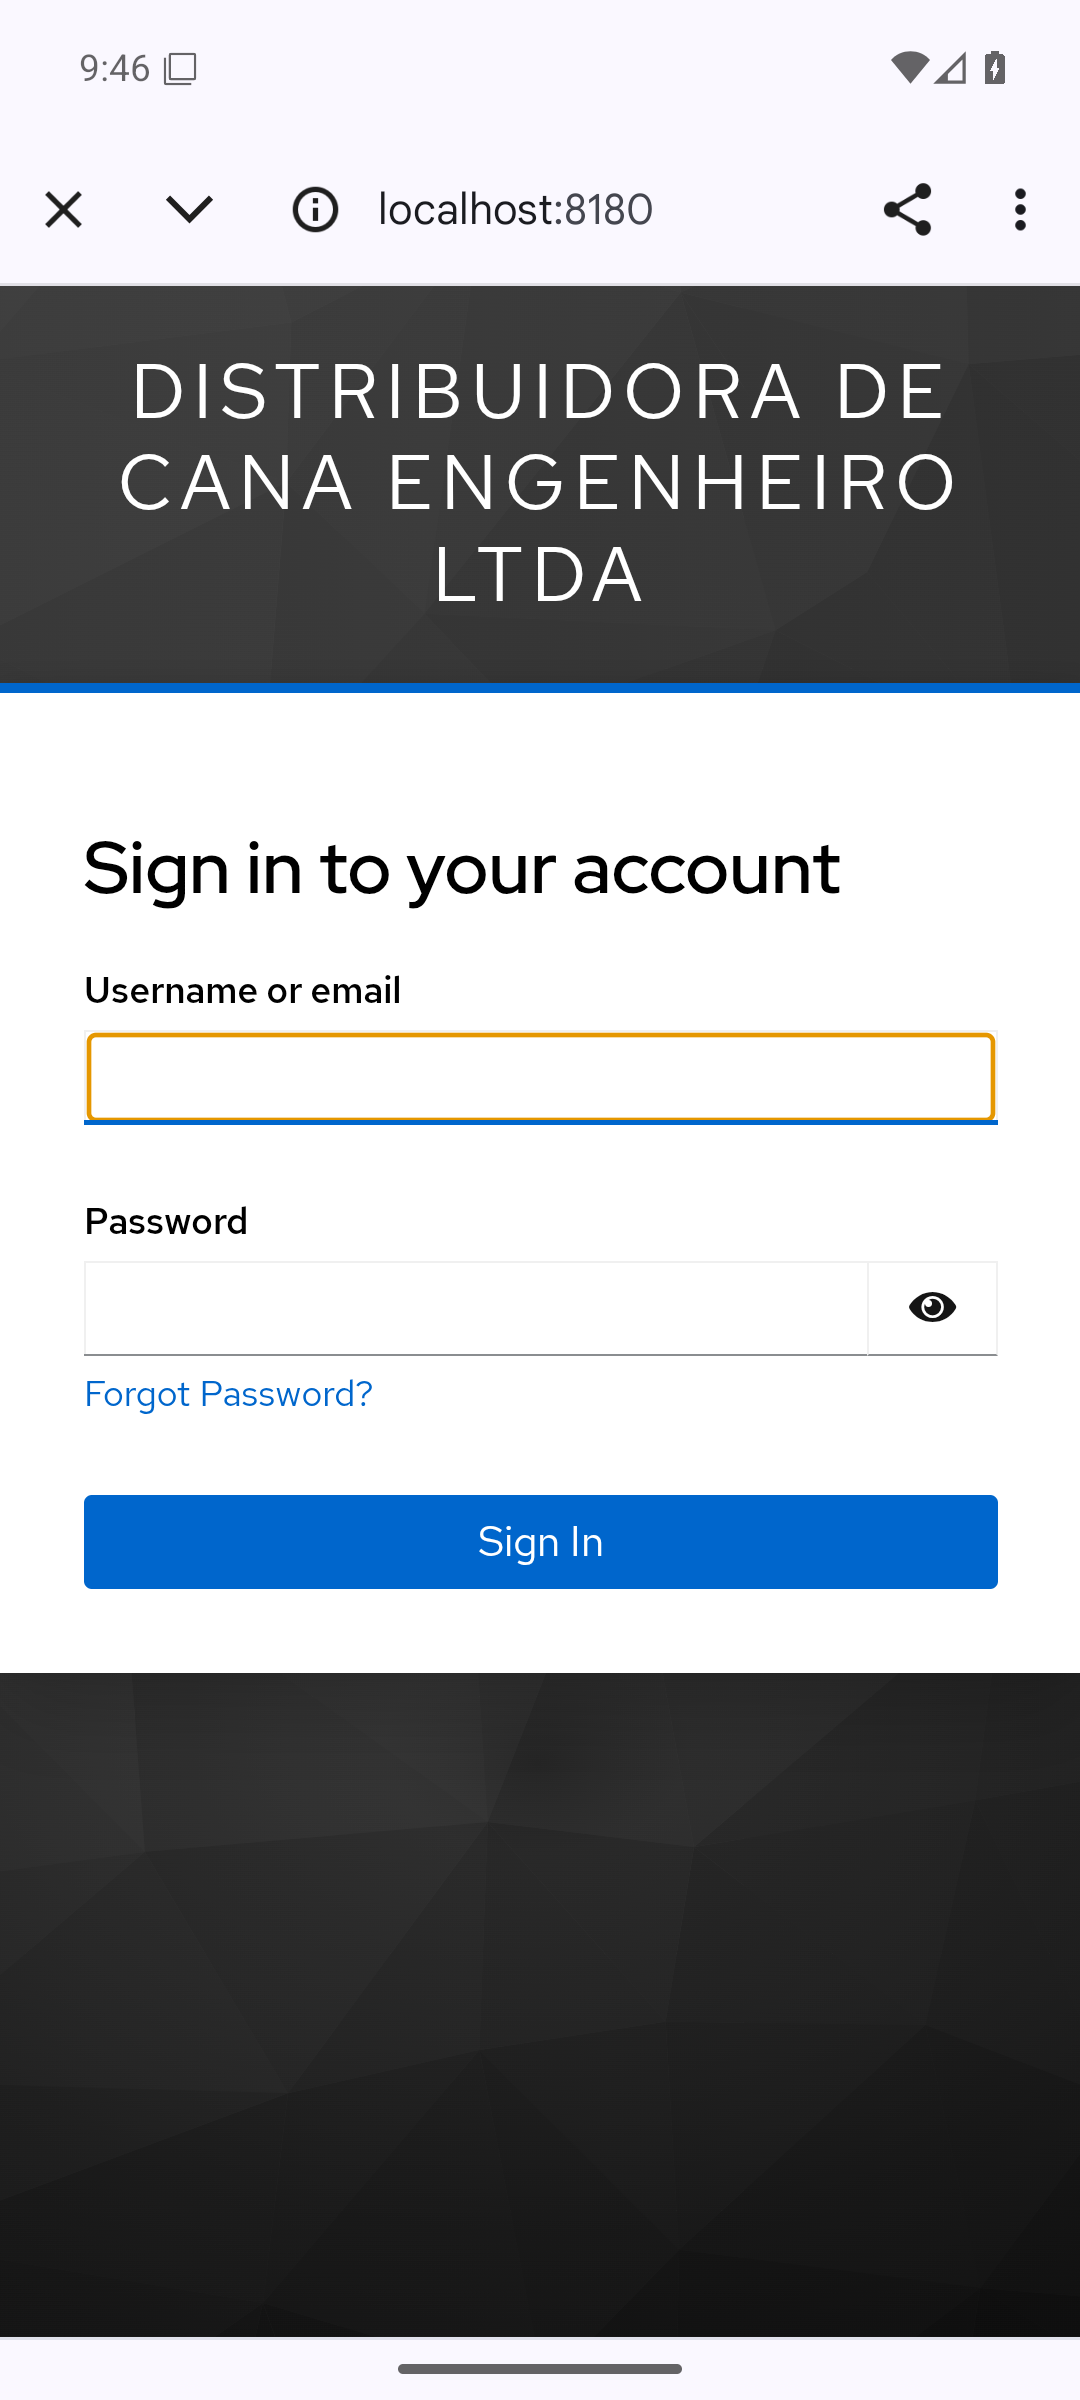 9:46
localhost:8180
DISTRIBUIDORA DE
CANA ENGENHEIRO
LTDA
Sign in to your account
Username or email
Password
Forgot Password?
Sign In